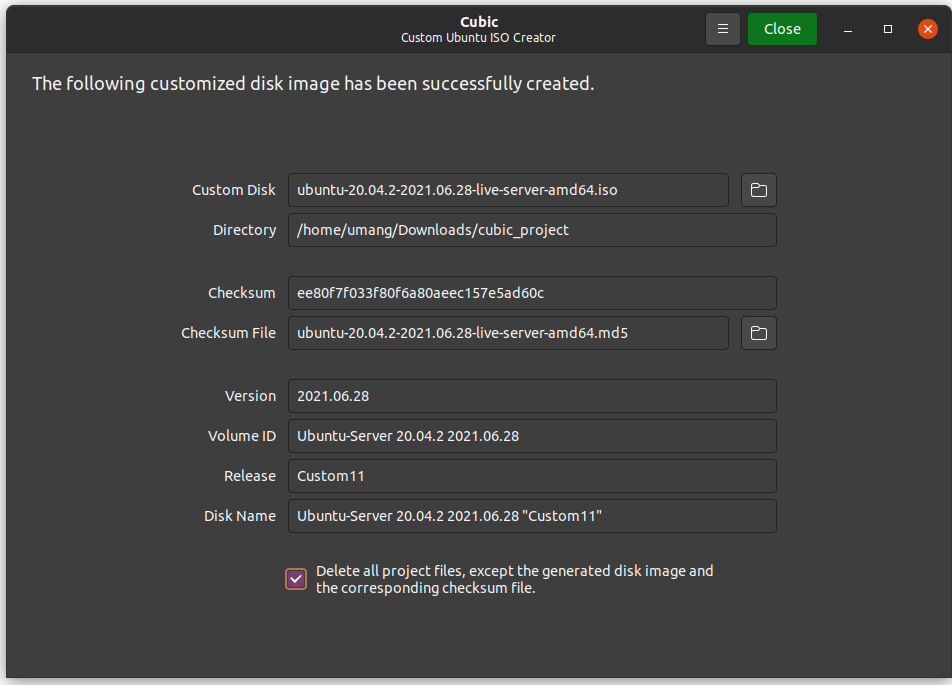 Cubic
Custom Ubuntu ISO Creator
Close
The following customized disk image has been successfully created.
Custom Disk ubuntu-20.04.2-2021.06.28-live-server-amd64.iso
Directory /home/umang/Downloads/cubic_project
Checksum ee80f7f033f80f6a80aeec157e5ad60c
Checksum File ubuntu-20.04.2-2021.06.28-live-server-amd64.md5
Version 2021.06.28
Volume ID Ubuntu-Server 20.04.2 2021.06.28
Release Custom11
Disk Name Ubuntu-Server 20.04.2 2021.06.28 "Custom11"
Delete all project files, except the generated disk image and
the corresponding checksum file.